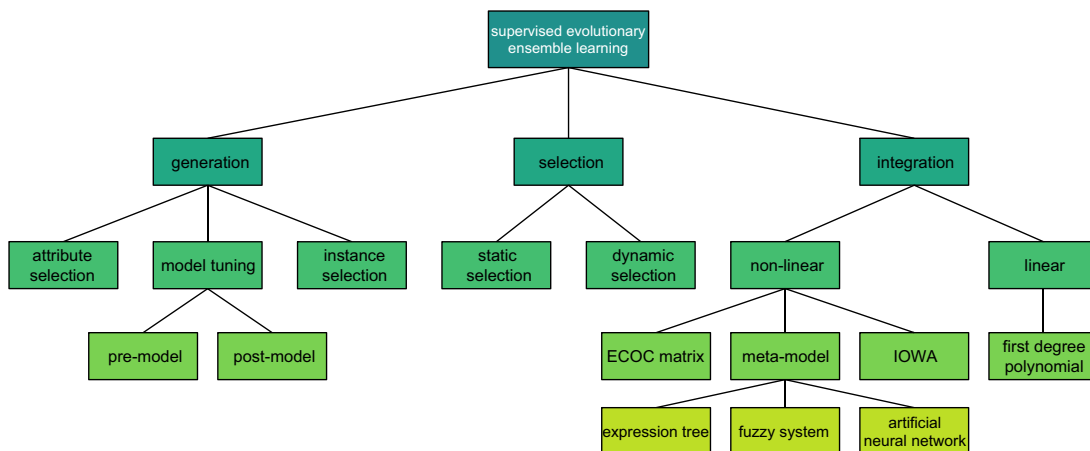 supervised evolutionary
ensemble learning
generation
selection
integration
attribute
selection
model tuning
instance
selection
static
selection
dynamic
selection
non-linear
linear
pre-model
post-model
ECOC matrix
meta-model
IOWA
first degree
polynomial
expression tree
fuzzy system
artificial
neural network